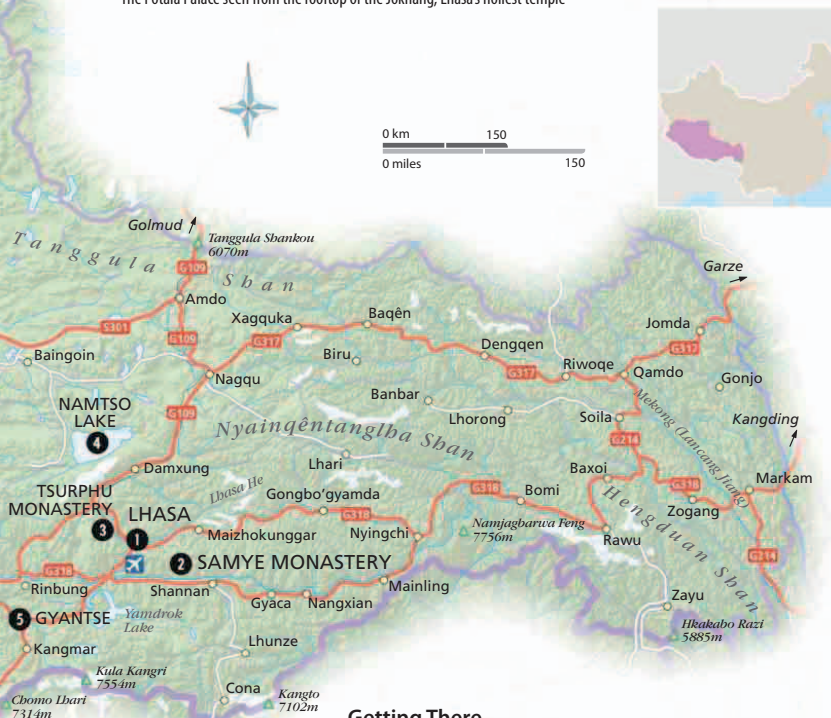 The Potala Palace seen from the rooftop of the Jokhang, Lhasa's holiest temple
0 km 150
0 miles 150
Golmud
Tanggula Shankou
6070m
Tanggula Shan
G109
Garze
Amdo
S301
Xagquka
Baqên
Jomda
G109
G317
Dengqen
G317
Baingoin
Biru
Riwoqe
Qamdo
Nagqu
G317
Gonjo
NAMTSO
LAKE
4
Banbar
G109
Lhorong
Soila
Mekong (Lancang Jiang)
Kangding
Nyainqêntanglha Shan
G214
Damxung
Lhari
Baxoi
Markam
TSURPHU
MONASTERY
3
Lhasa He
Gongbo'gyamda
G318
Bomi
G318
Zogang
LHASA
1
G318
Hengduan Shan
Maizhokunggar
Nyingchi
Namjagbarwa Feng
7756m
Rawu
G214
2 SAMYE MONASTERY
G318
Rinbung
Shannan
Mainling
Gyaca
Nangxian
Zayu
5 GYANTSE
Yamdrok
Lake
Hkakabo Razi
5885m
Kangmar
Lhunze
Kula Kangri
7554m
Cona
Kangto
7102m
Chomo Lhari
7314m
Getting There